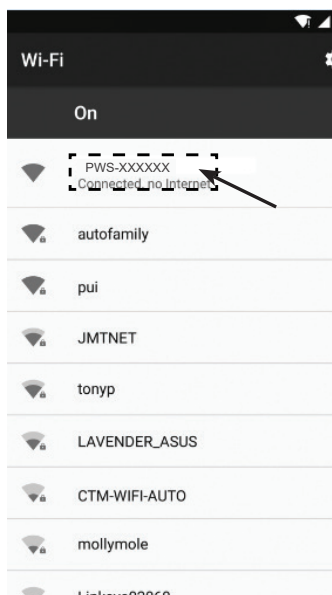 Wi-Fi
On
PWS-XXXXXX
Connected, no Internet
autofamily
pui
JMTNET
tonyp
LAVENDER_ASUS
CTM-WIFI-AUTO
mollymole